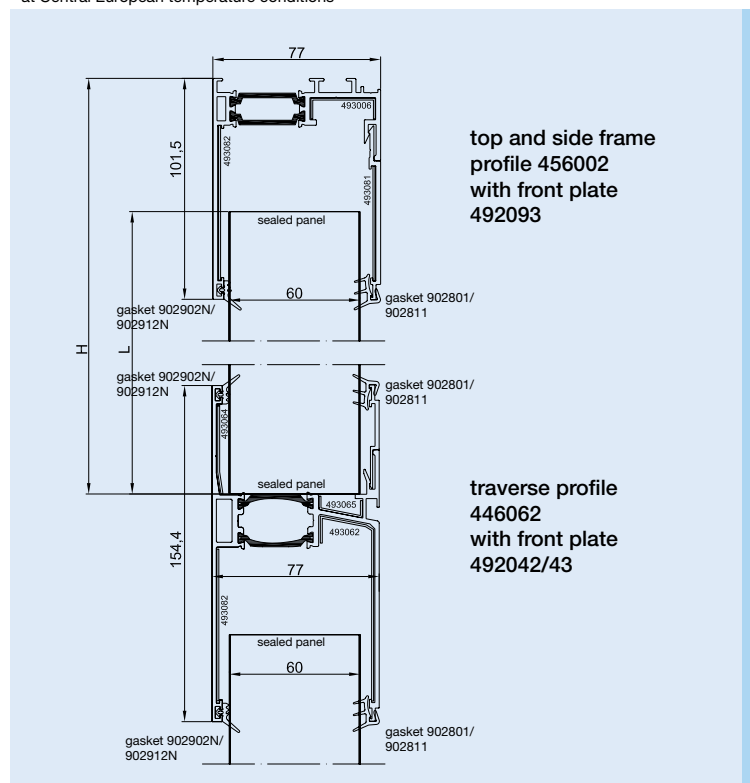 at Central European temperature conditions
77
493006
101,5
493082
493081
top and side frame
profile 456002
with front plate
492093
sealed panel
60
gasket 902902N/
902912N
gasket 902801/
902811
H
L
gasket 902902N/
902912N
gasket 902801/
902811
493064
sealed panel
493065
493062
traverse profile
446062
with front plate
492042/43
154,4
77
493082
sealed panel
60
gasket 902902N/
902912N
gasket 902801/
902811